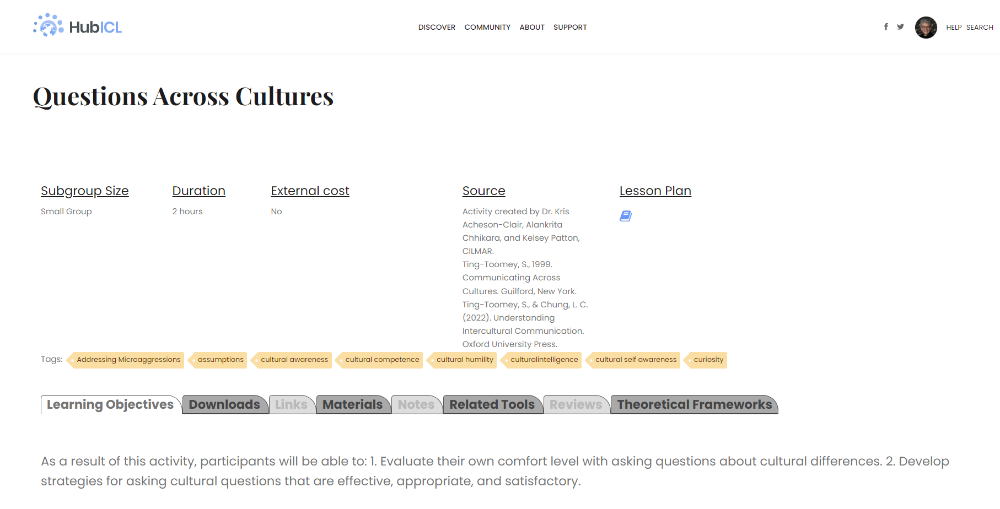 HubICL
DISCOVER COMMUNITY ABOUT SUPPORT
HELP SEARCH
Questions Across Cultures
Subgroup Size
Small Group
Duration
2 hours
External cost
No
Source
Activity created by Dr. Kris
Acheson-Clair, Alankrita
Chhikara, and Kelsey Patton,
CILMAR.
Ting-Toomey, S., 1999.
Communicating Across
Cultures. Guilford, New York.
Ting-Toomey, S., & Chung, L. C.
(2022). Understanding
Intercultural Communication.
Oxford University Press.
Lesson Plan
Tags: Addressing Microaggressions assumptions cultural awareness cultural competence cultural humility culturalintelligence cultural self awareness curiosity
Learning Objectives Downloads Links Materials Notes Related Tools Reviews Theoretical Frameworks
As a result of this activity, participants will be able to: 1. Evaluate their own comfort level with asking questions about cultural differences. 2. Develop
strategies for asking cultural questions that are effective, appropriate, and satisfactory.